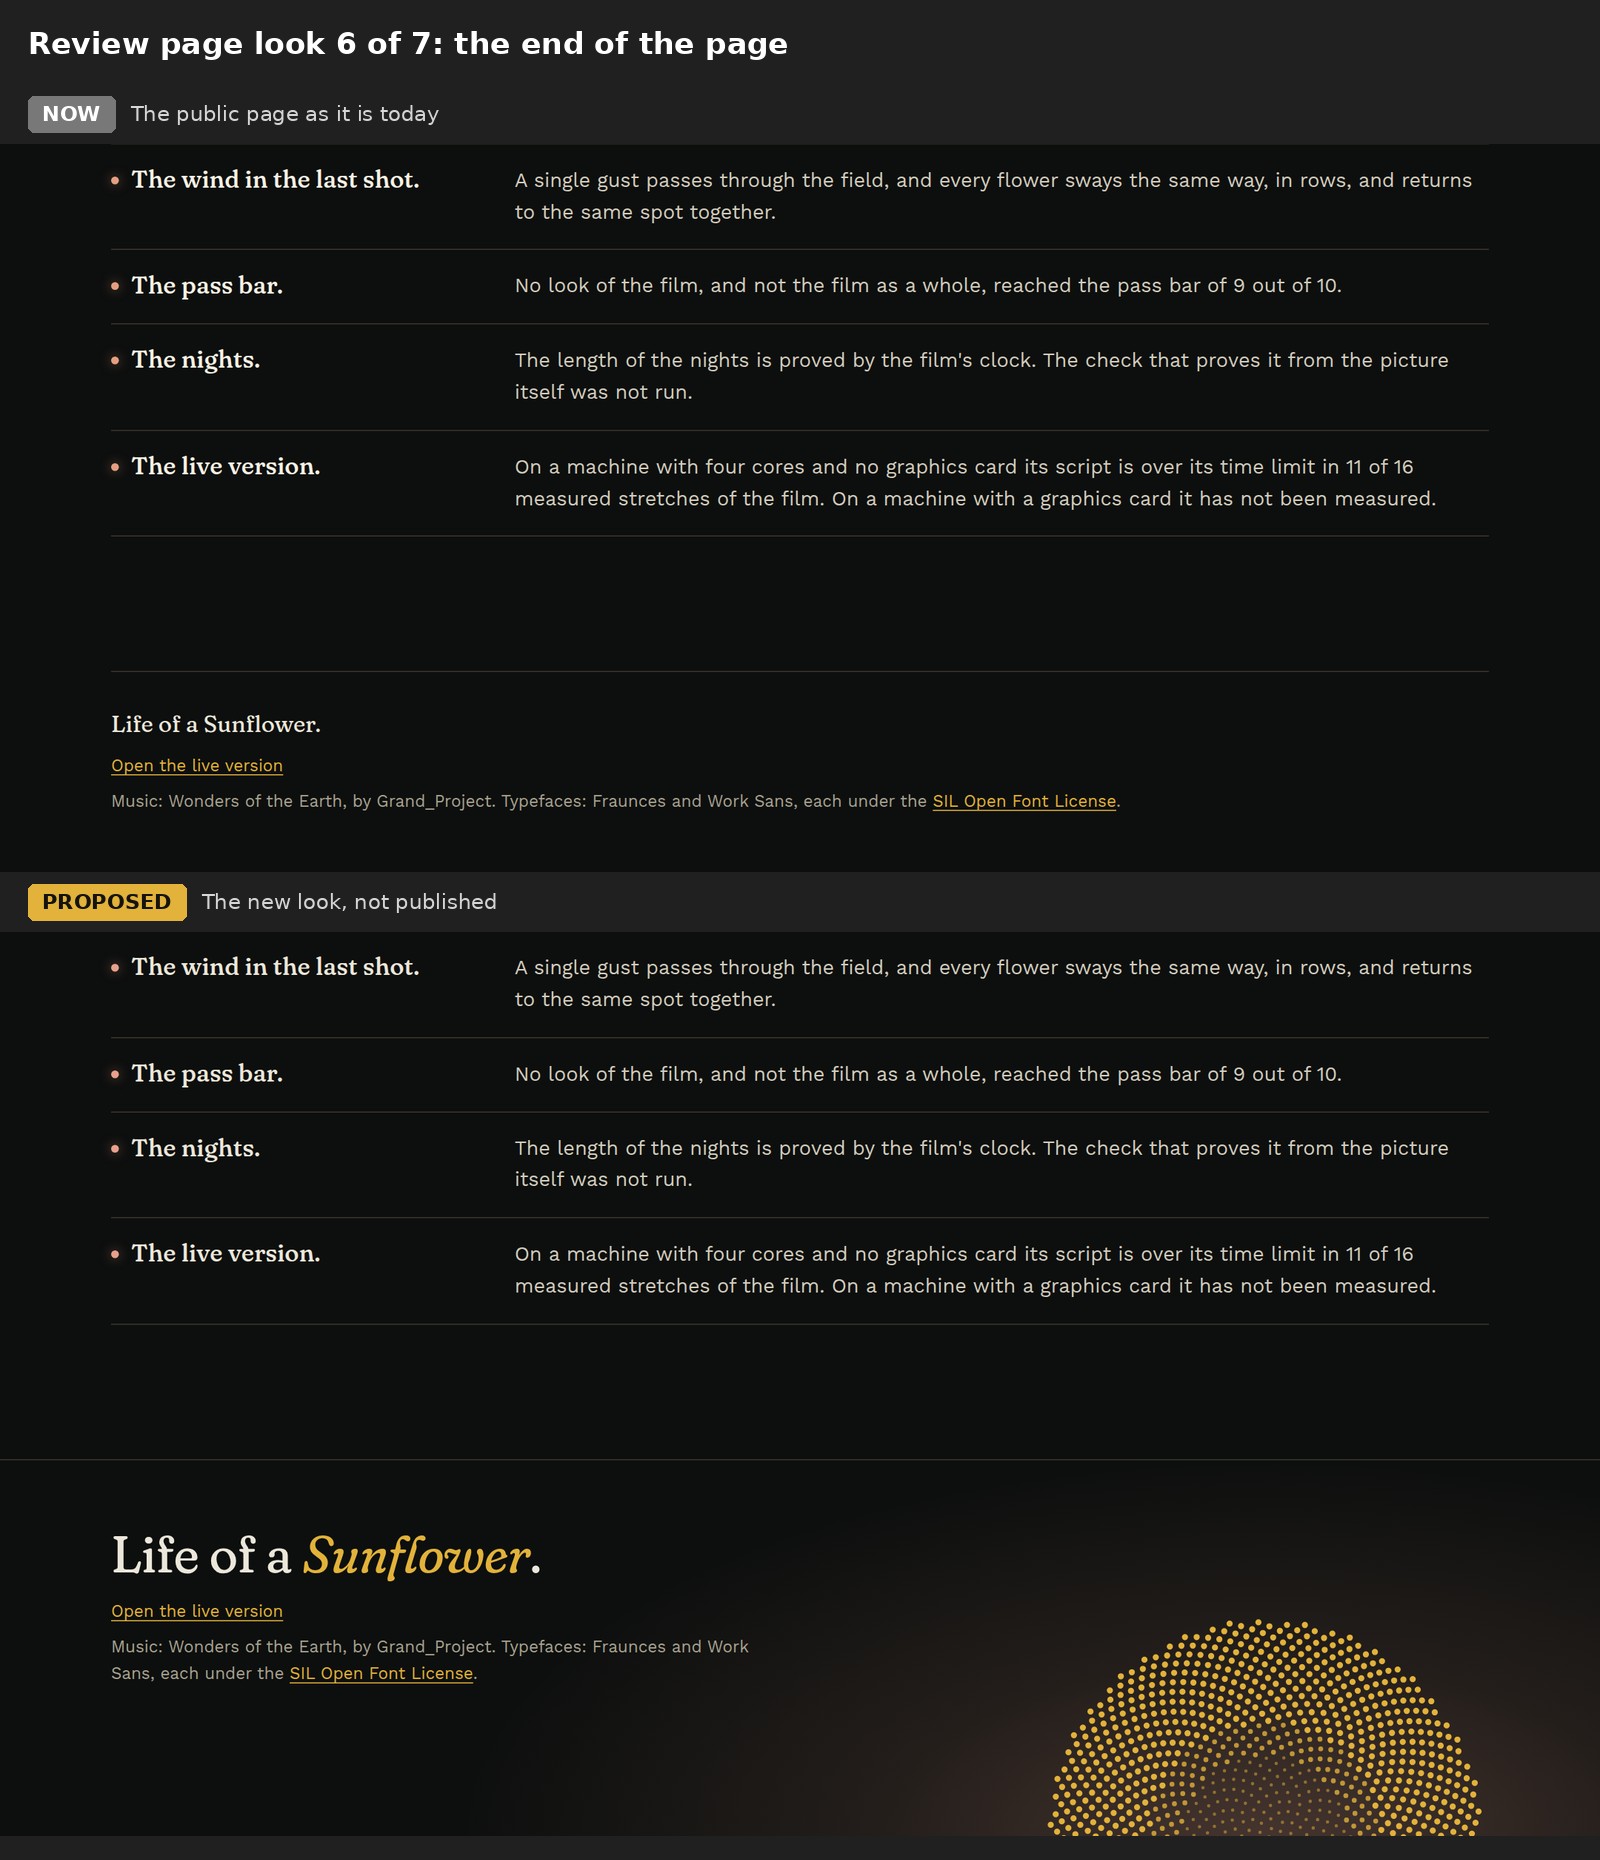 Review page look 6 of 7: the end of the page
NOW The public page as it is today
The wind in the last shot.
A single gust passes through the field, and every flower sways the same way, in rows, and returns
to the same spot together.
The pass bar.
No look of the film, and not the film as a whole, reached the pass bar of 9 out of 10.
The nights.
The length of the nights is proved by the film's clock. The check that proves it from the picture
itself was not run.
The live version.
On a machine with four cores and no graphics card its script is over its time limit in 11 of 16
measured stretches of the film. On a machine with a graphics card it has not been measured.
Life of a Sunflower.
Open the live version
Music: Wonders of the Earth, by Grand_Project. Typefaces: Fraunces and Work Sans, each under the SIL Open Font License.
PROPOSED The new look, not published
The wind in the last shot.
A single gust passes through the field, and every flower sways the same way, in rows, and returns
to the same spot together.
The pass bar.
No look of the film, and not the film as a whole, reached the pass bar of 9 out of 10.
The nights.
The length of the nights is proved by the film's clock. The check that proves it from the picture
itself was not run.
The live version.
On a machine with four cores and no graphics card its script is over its time limit in 11 of 16
measured stretches of the film. On a machine with a graphics card it has not been measured.
Life of a Sunflower.
Open the live version
Music: Wonders of the Earth, by Grand_Project. Typefaces: Fraunces and Work
Sans, each under the SIL Open Font License.